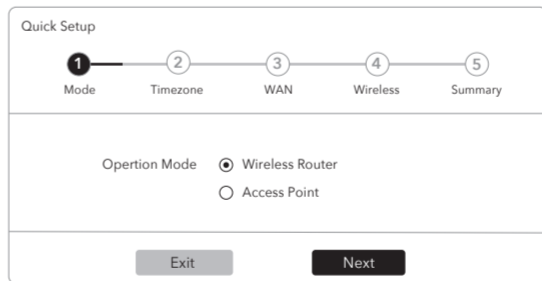 Quick Setup
1 2 3 4 5
Mode Timezone WAN Wireless Summary
Opertion Mode Wireless Router
Access Point
Exit Next